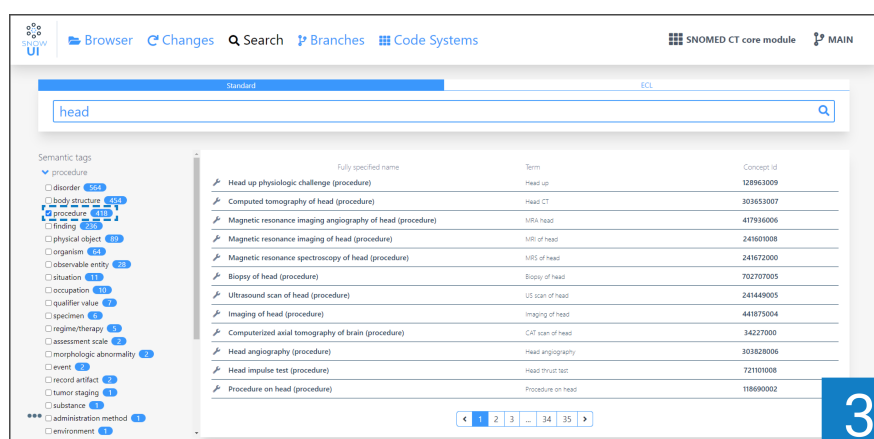 SNOW
UI
Browser Changes Search Branches Code Systems
SNOMED CT core module MAIN
Standard ECL
head
Semantic tags
procedure
disorder 564
body structure 454
procedure 418
finding 236
physical object 89
organism 64
observable entity 28
situation 11
occupation 10
qualifier value 7
specimen 6
regime/therapy 5
assessment scale 2
morphologic abnormality 2
event 2
record artifact 2
tumor staging 1
substance 1
administration method 1
environment 1
Fully specified name Term Concept Id
Head up physiologic challenge (procedure) Head up 128963009
Computed tomography of head (procedure) Head CT 303653007
Magnetic resonance imaging angiography of head (procedure) MRA head 417936006
Magnetic resonance imaging of head (procedure) MRI of head 241601008
Magnetic resonance spectroscopy of head (procedure) MRS of head 241672000
Biopsy of head (procedure) Biopsy of head 702707005
Ultrasound scan of head (procedure) US scan of head 241449005
Imaging of head (procedure) Imaging of head 441875004
Computerized axial tomography of brain (procedure) CAT scan of head 34227000
Head angiography (procedure) Head angiography 303828006
Head impulse test (procedure) Head thrust test 721101008
Procedure on head (procedure) Procedure on head 118690002
1 2 3 ... 34 35
3